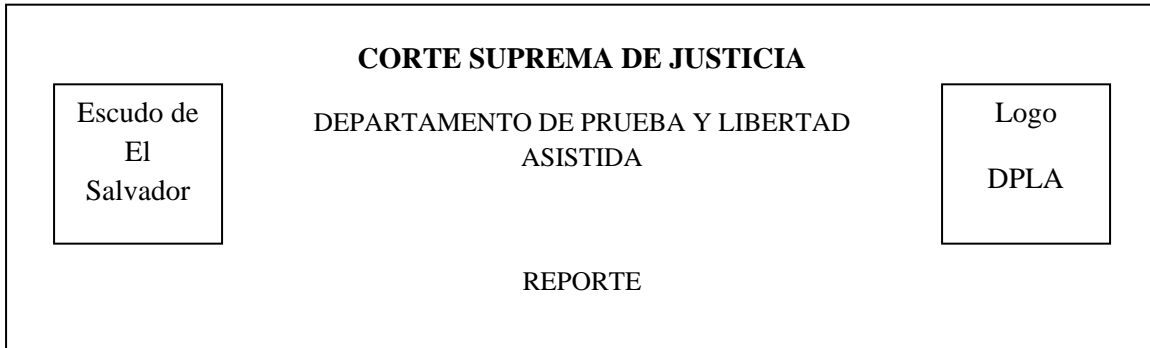 CORTE SUPREMA DE JUSTICIA
Escudo de
El
Salvador
DEPARTAMENTO DE PRUEBA Y LIBERTAD
ASISTIDA
Logo
DPLA
REPORTE